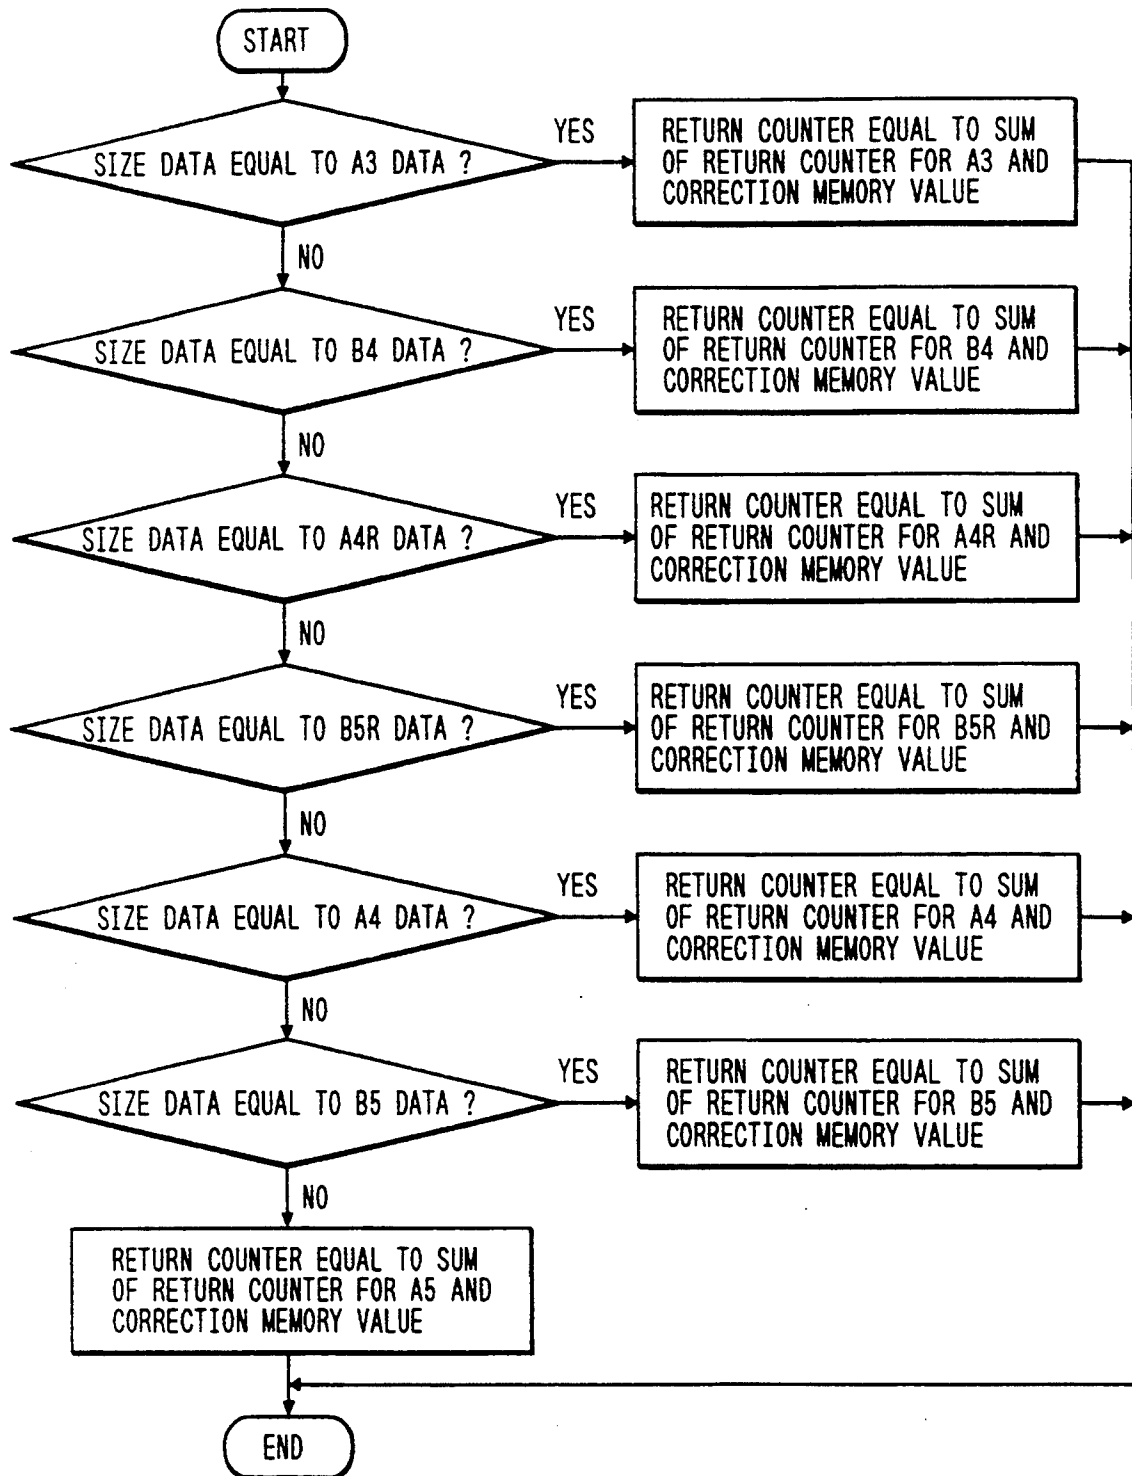 START
SIZE DATA EQUAL TO A3 DATA ?
YES
RETURN COUNTER EQUAL TO SUM
OF RETURN COUNTER FOR A3 AND
CORRECTION MEMORY VALUE
NO
SIZE DATA EQUAL TO B4 DATA ?
YES
RETURN COUNTER EQUAL TO SUM
OF RETURN COUNTER FOR B4 AND
CORRECTION MEMORY VALUE
NO
SIZE DATA EQUAL TO A4R DATA ?
YES
RETURN COUNTER EQUAL TO SUM
OF RETURN COUNTER FOR A4R AND
CORRECTION MEMORY VALUE
NO
SIZE DATA EQUAL TO B5R DATA ?
YES
RETURN COUNTER EQUAL TO SUM
OF RETURN COUNTER FOR B5R AND
CORRECTION MEMORY VALUE
NO
SIZE DATA EQUAL TO A4 DATA ?
YES
RETURN COUNTER EQUAL TO SUM
OF RETURN COUNTER FOR A4 AND
CORRECTION MEMORY VALUE
NO
SIZE DATA EQUAL TO B5 DATA ?
YES
RETURN COUNTER EQUAL TO SUM
OF RETURN COUNTER FOR B5 AND
CORRECTION MEMORY VALUE
NO
RETURN COUNTER EQUAL TO SUM
OF RETURN COUNTER FOR A5 AND
CORRECTION MEMORY VALUE
END